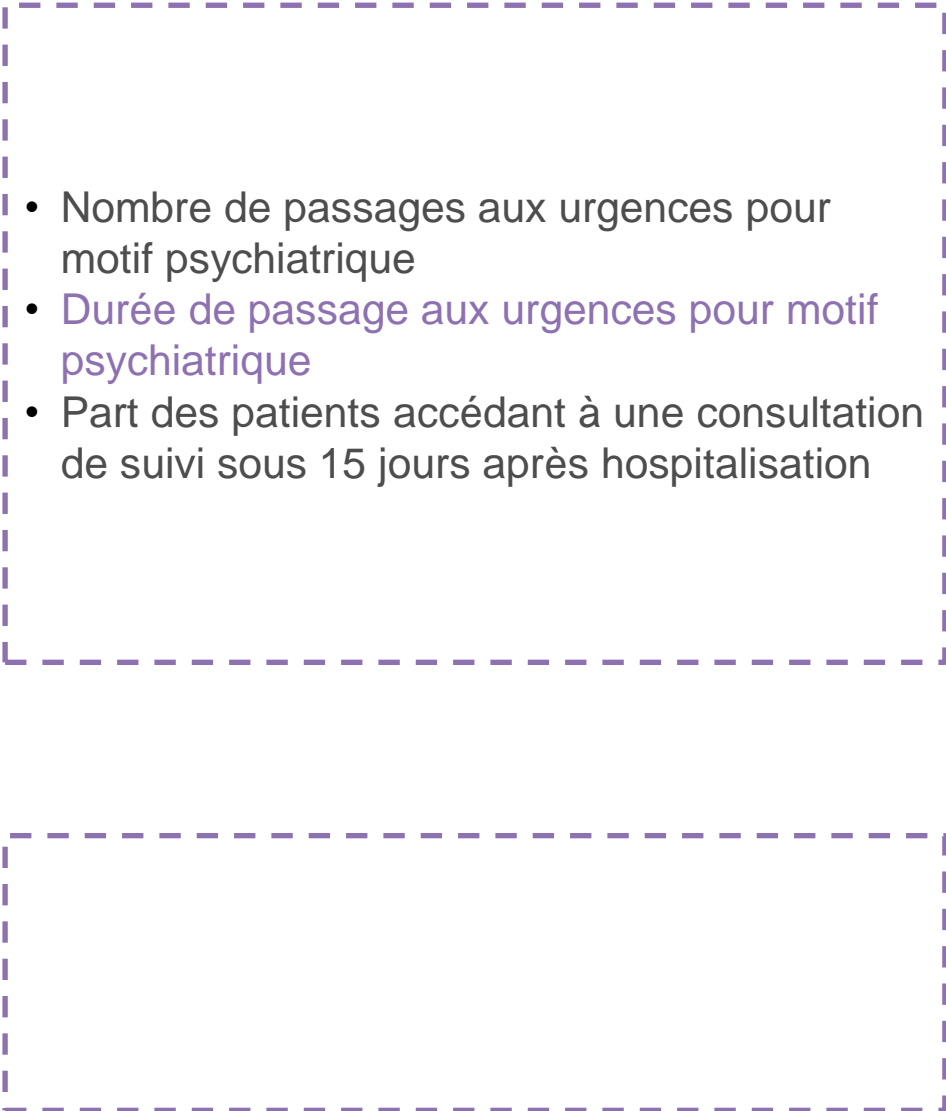 • Nombre de passages aux urgences pour
motif psychiatrique
• Durée de passage aux urgences pour motif
psychiatrique
• Part des patients accédant à une consultation
de suivi sous 15 jours après hospitalisation